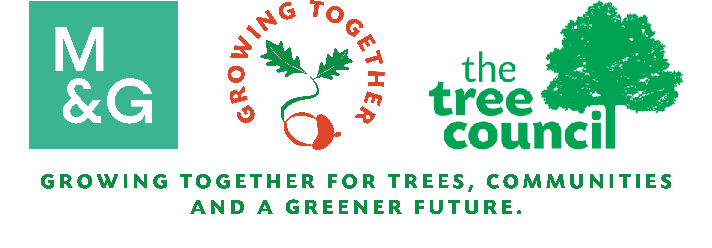 M
&G
GROWING TOGETHER
the
tree
council
GROWING TOGETHER FOR TREES, COMMUNITIES
AND A GREENER FUTURE.